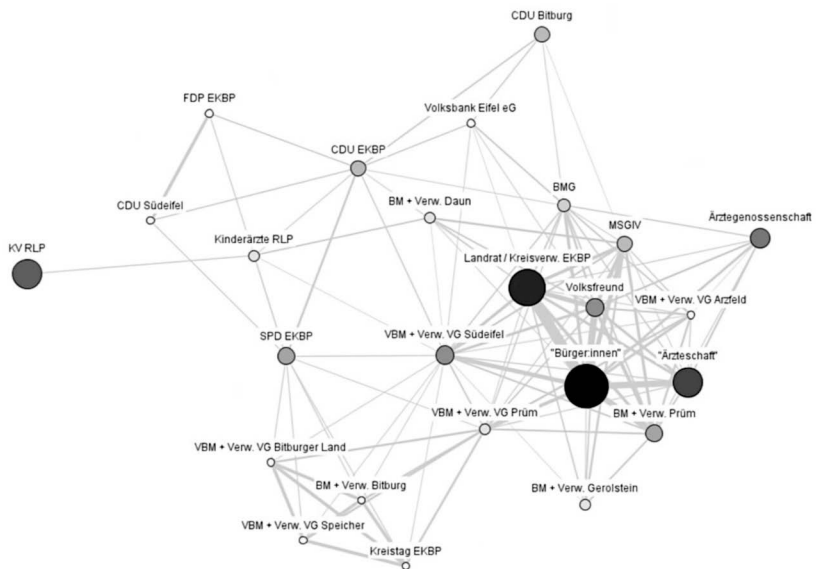 CDU Bitburg
FDP EKBP
Volksbank Eifel eG
CDU EKBP
BMG
BM + Verw. Daun
CDU Südeifel
MSGIV
Ärztegenossenschaft
Kinderärzte RLP
KV RLP
Landrat / Kreisverw. EKBP
Volksfreund
VBM + Verw. VG Arzfeld
SPD EKBP
VBM + Verw. VG Südeifel
"Bürger:innen"
"Ärzteschaft"
VBM + Verw. VG Prüm
BM + Verw. Prüm
VBM + Verw. VG Bitburger Land
BM + Verw. Bitburg
BM + Verw. Gerolstein
VBM + Verw. VG Speicher
Kreistag EKBP